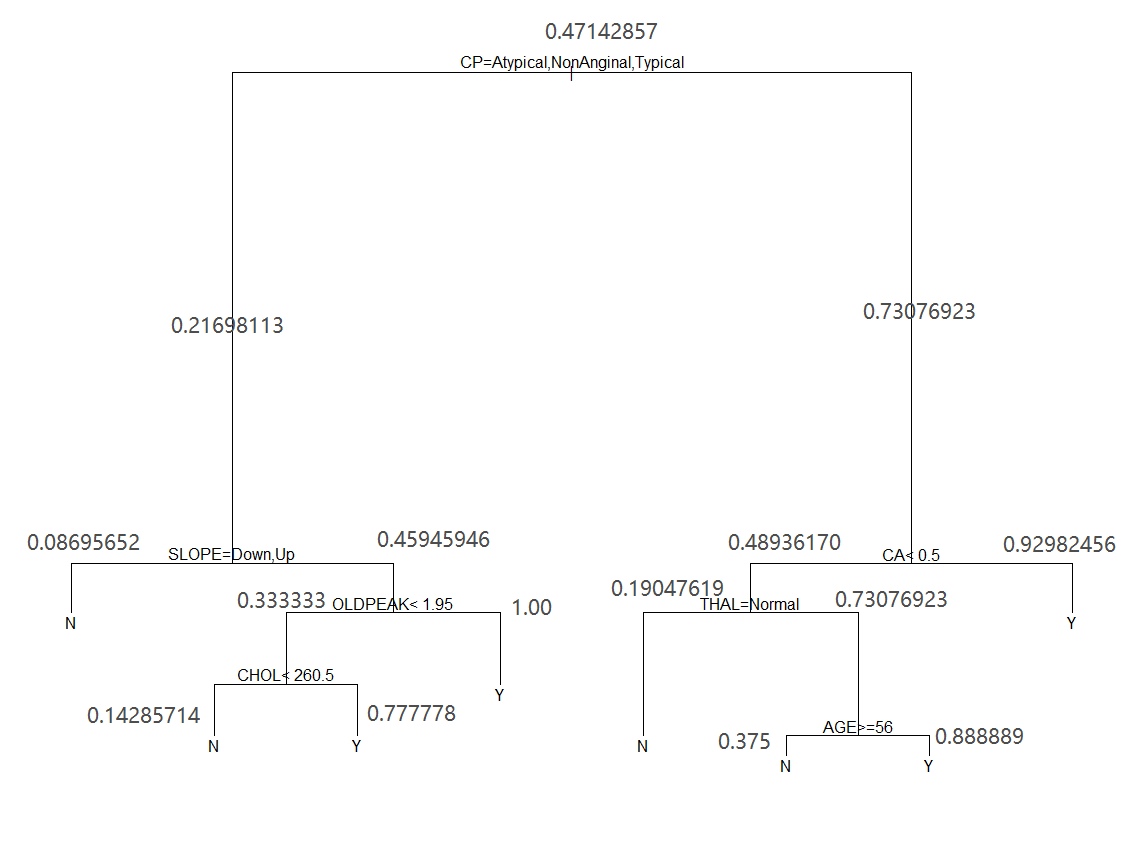 0.47142857
CP=Atypical,NonAnginal,Typical
0.21698113
0.73076923
0.08695652
SLOPE=Down,Up
0.45945946
0.48936170
CA< 0.5
0.92982456
N
0.333333
OLDPEAK< 1.95
1.00
0.19047619
THAL=Normal
0.73076923
Y
CHOL< 260.5
Y
0.14285714
N
Y
0.777778
N
0.375
AGE>=56
0.888889
N
Y